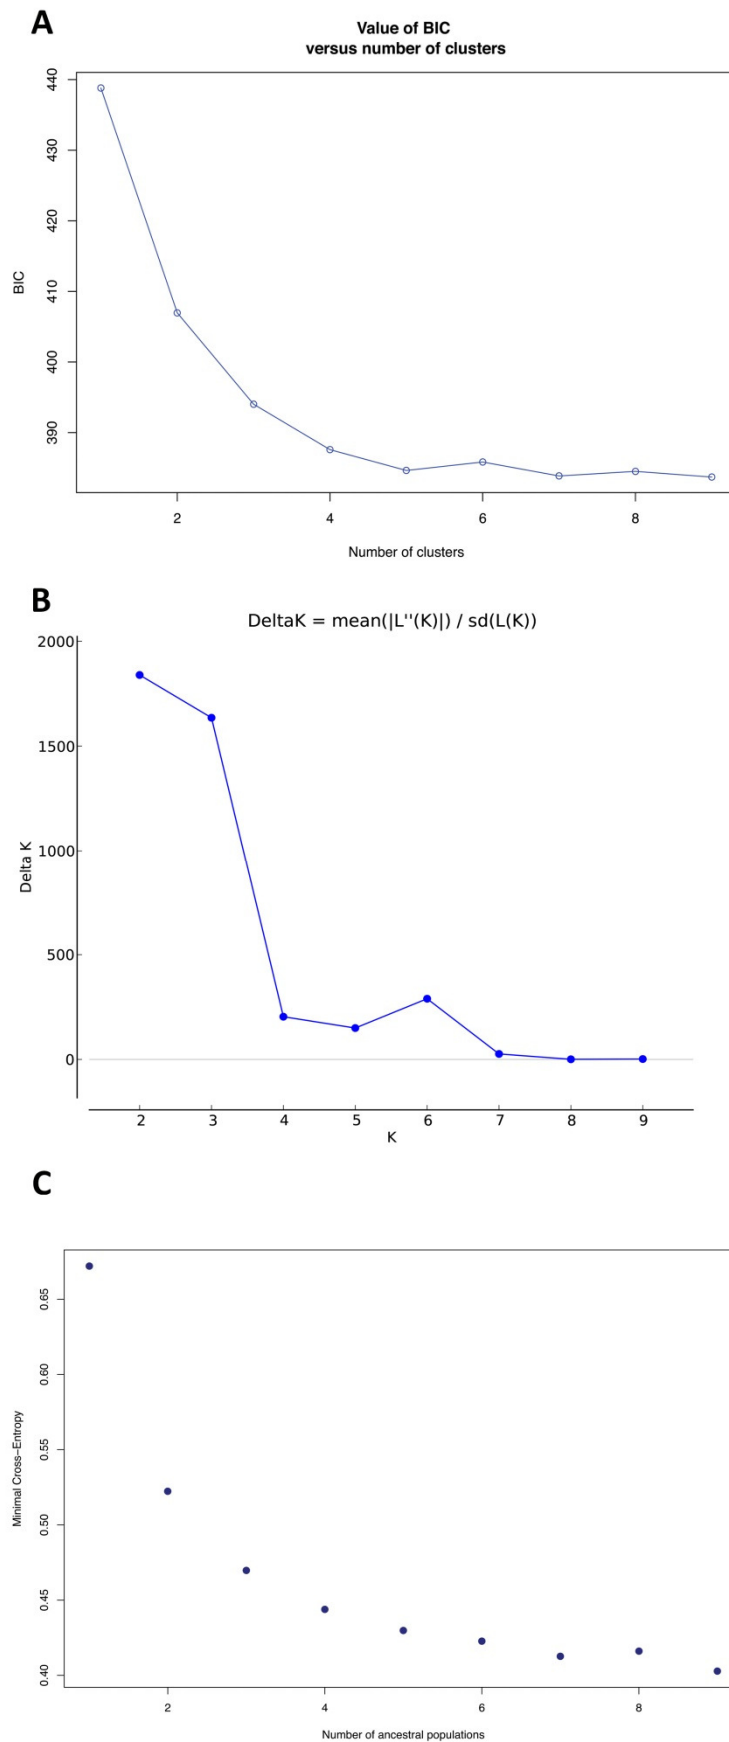 A
Value of BIC
versus number of clusters
440
430
420
410
400
390
BIC
2 4 6 8
Number of clusters
B
DeltaK = mean(|L''(K)|) / sd(L(K))
2000
1500
1000
500
0
Delta K
2 3 4 5 6 7 8 9
K
C
0.65
0.60
0.55
0.50
0.45
0.40
Minimal Cross−Entropy
2 4 6 8
Number of ancestral populations